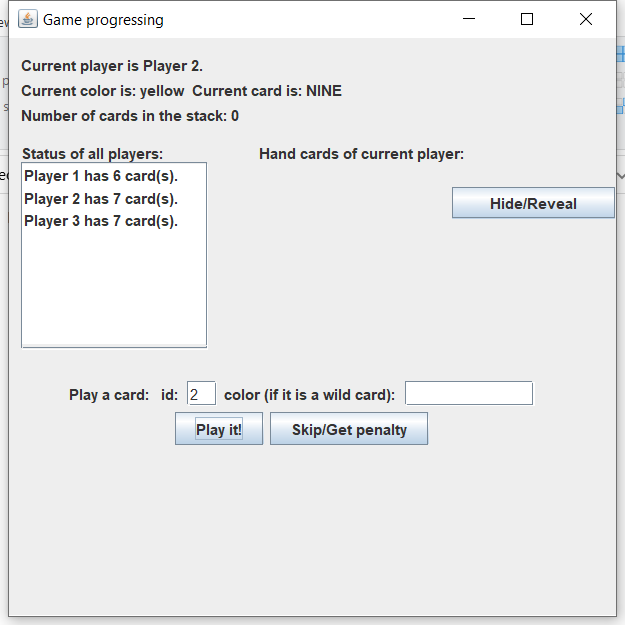 Game progressing
Current player is Player 2.
Current color is: yellow  Current card is: NINE
Number of cards in the stack: 0
Status of all players:
Hand cards of current player:
Player 1 has 6 card(s).
Player 2 has 7 card(s).
Player 3 has 7 card(s).
Hide/Reveal
Play a card: id: 2 color (if it is a wild card):
Play it! Skip/Get penalty